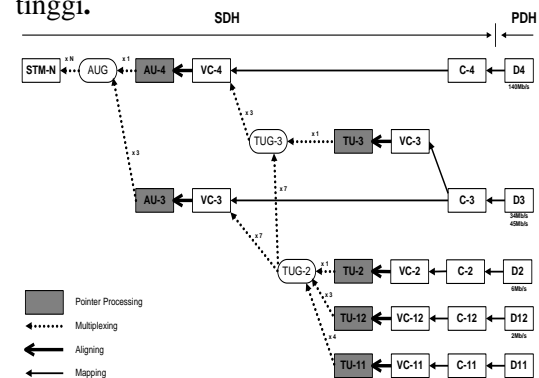 tinggi.
SDH PDH
STM-N x N AUG x 1 AU-4 VC-4 C-4 D4
140Mb/s
x 3
TUG-3 x 1 TU-3 VC-3
x 3
x 7
AU-3 VC-3 C-3 D3
34Mb/s
45Mb/s
x 7
TUG-2 x 1 TU-2 VC-2 C-2 D2
6Mb/s
x 3
Pointer Processing
TU-12 VC-12 C-12 D12
2Mb/s
Multiplexing
x 4
Aligning
TU-11 VC-11 C-11 D11
Mapping